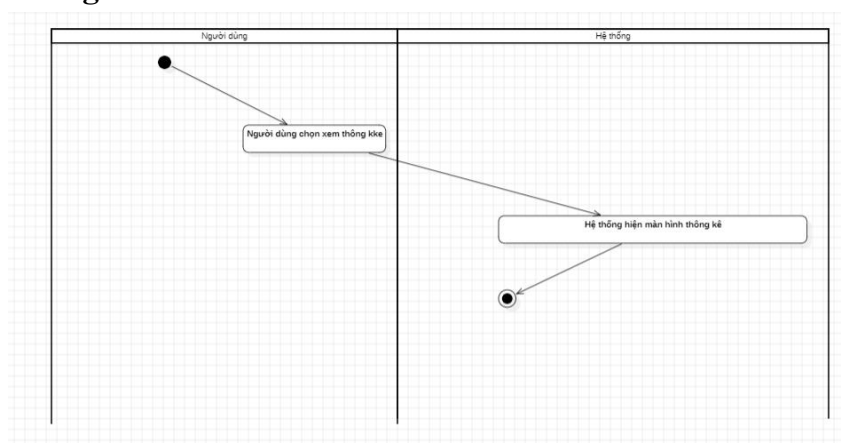 Người dùng
Hệ thống
Người dùng chọn xem thông kke
Hệ thống hiện màn hình thông kê